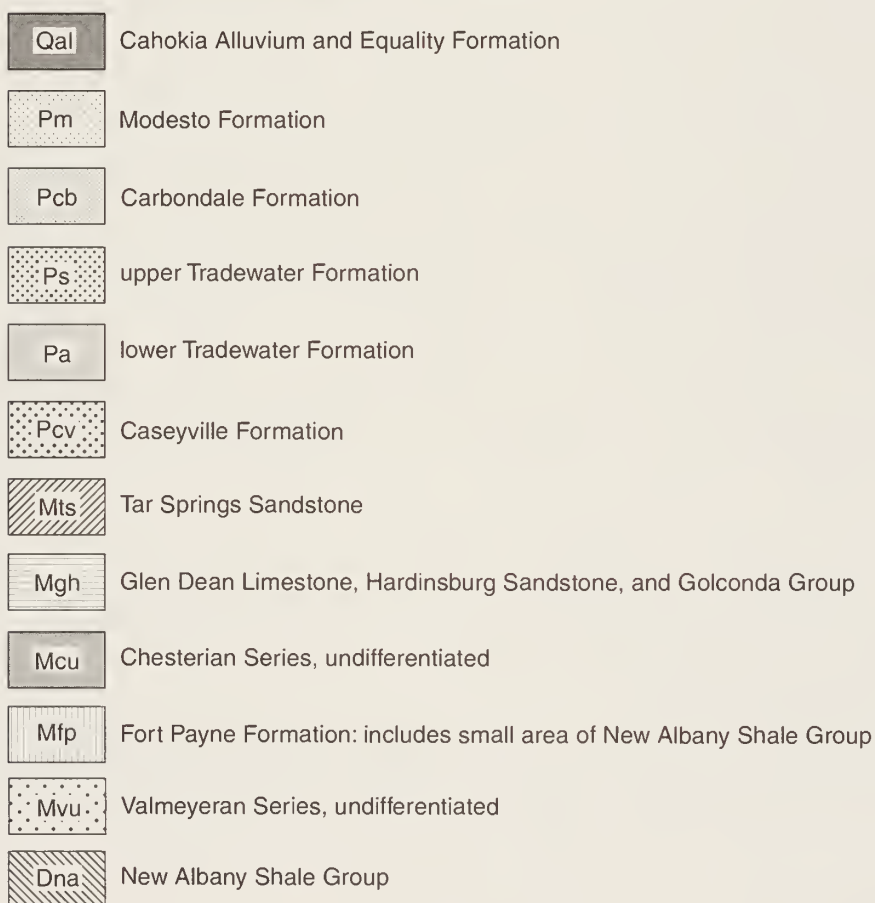 Qal Cahokia Alluvium and Equality Formation
Pm Modesto Formation
Pcb Carbondale Formation
Ps upper Tradewater Formation
Pa lower Tradewater Formation
Pcv Caseyville Formation
Mts Tar Springs Sandstone
Mgh Glen Dean Limestone, Hardinsburg Sandstone, and Golconda Group
Mcu Chesterian Series, undifferentiated
Mfp Fort Payne Formation: includes small area of New Albany Shale Group
Mvu Valmeyeran Series, undifferentiated
Dna New Albany Shale Group